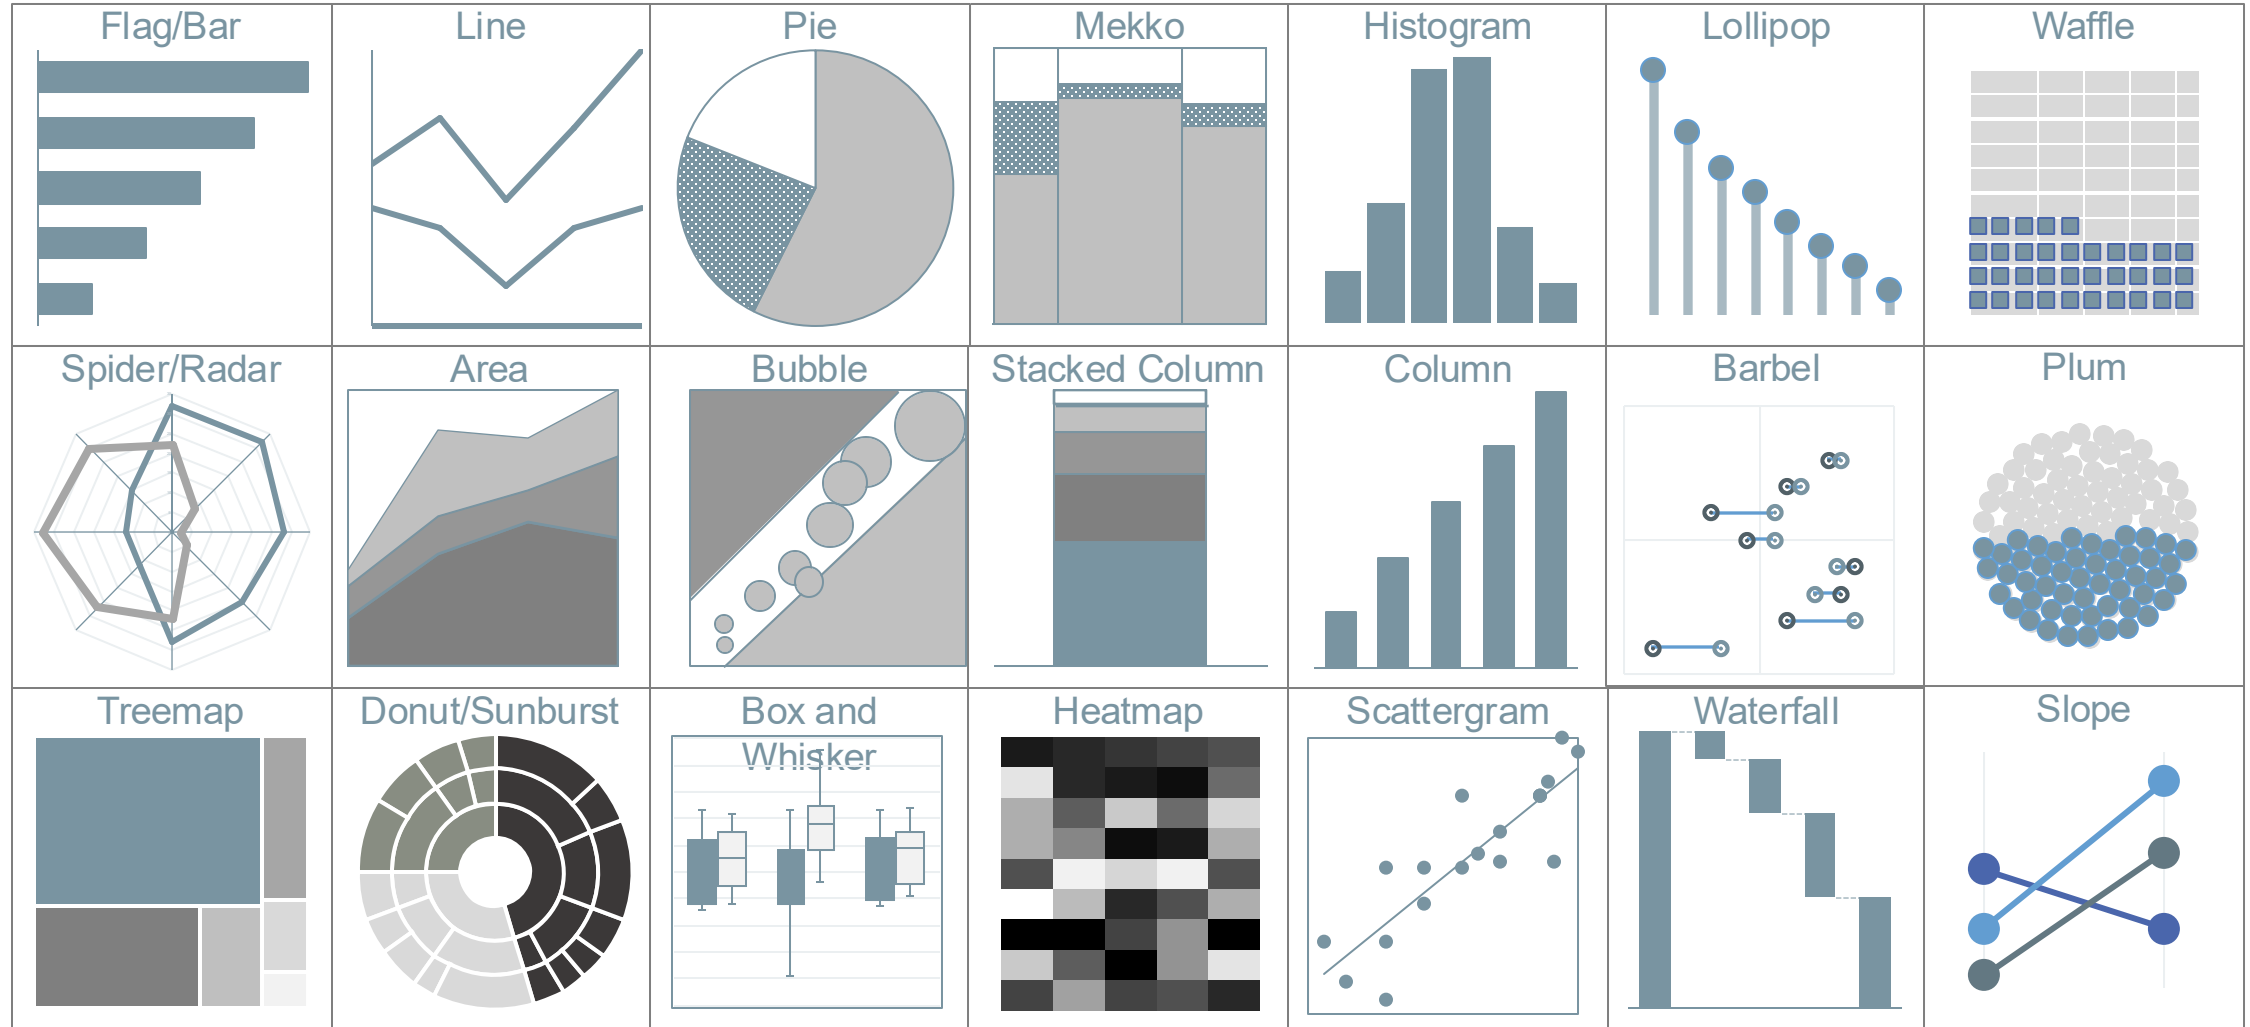 Flag/Bar
Line
Pie
Mekko
Histogram
Lollipop
Waffle
Spider/Radar
Area
Bubble
Stacked Column
Column
Barbel
Plum
Treemap
Donut/Sunburst
Box and
Whisker
Heatmap
Scattergram
Waterfall
Slope